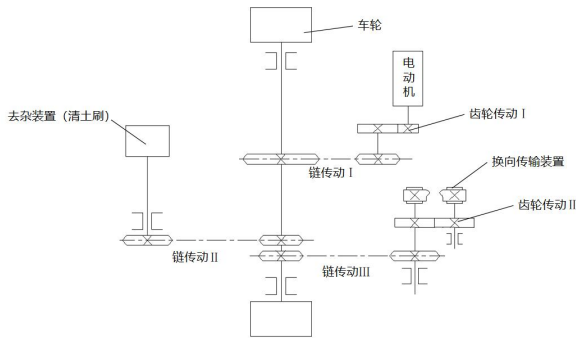 车轮
电动机
去杂装置（清土刷）
齿轮传动Ⅰ
链传动Ⅰ
换向传输装置
齿轮传动Ⅱ
链传动Ⅱ
链传动Ⅲ